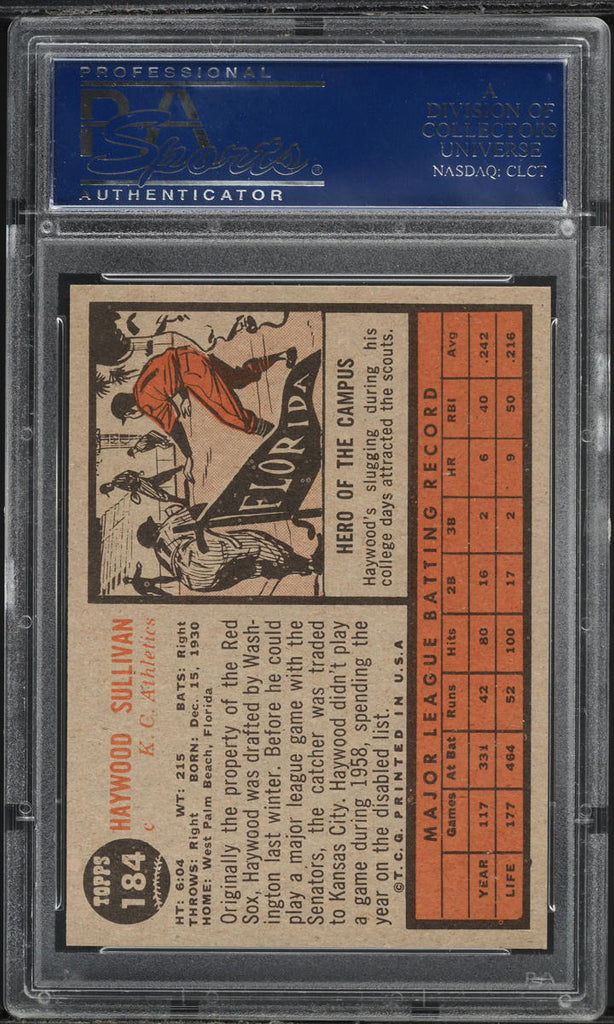 PROFESSIONAL
PSA
Sports®
AUTHENTICATOR
A
DIVISION OF
COLLECTORS
UNIVERSE
NASDAQ: CLCT
TOPPS
184
HAYWOOD SULLIVAN
c K. C. Athletics
HT: 6:04 WT: 215 BATS: Right
THROWS: Right BORN: Dec. 15, 1930
HOME: West Palm Beach, Florida
Originally the property of the Red
Sox, Haywood was drafted by Wash-
ington last winter. Before he could
play a major league game with the
Senators, the catcher was traded
to Kansas City. Haywood didn't play
a game during 1958, spending the
year on the disabled list.
©T.C.G. PRINTED IN U.S.A
FLORIDA
HERO OF THE CAMPUS
Haywood's slugging during his
college days attracted the scouts.
MAJOR LEAGUE BATTING RECORD
Games At Bat Runs Hits 2B 3B HR RBI Avg
YEAR 117 331 42 80 16 2 6 40 .242
LIFE 177 464 52 100 17 2 9 50 .216
PSA